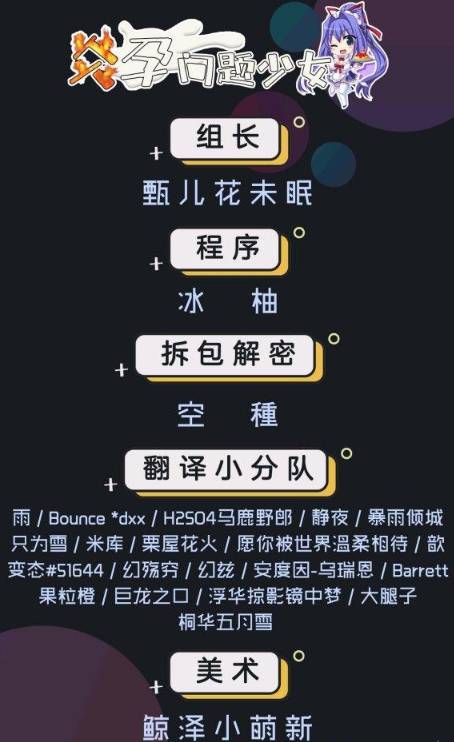 孕问题少女
组长
甄儿花未眠
程序
冰 柚
拆包解密
空 種
翻译小分队
雨 / Bounce *dxx / H2SO4马鹿野郎 / 静夜 / 暴雨倾城
只为雪 / 米库 / 栗屋花火 / 愿你被世界温柔相待 / 歆
变态#51644 / 幻殇穷 / 幻兹 / 安度因-乌瑞恩 / Barrett
果粒橙 / 巨龙之口 / 浮华掠影镜中梦 / 大腿子
桐华五月雪
美术
鲸泽小萌新